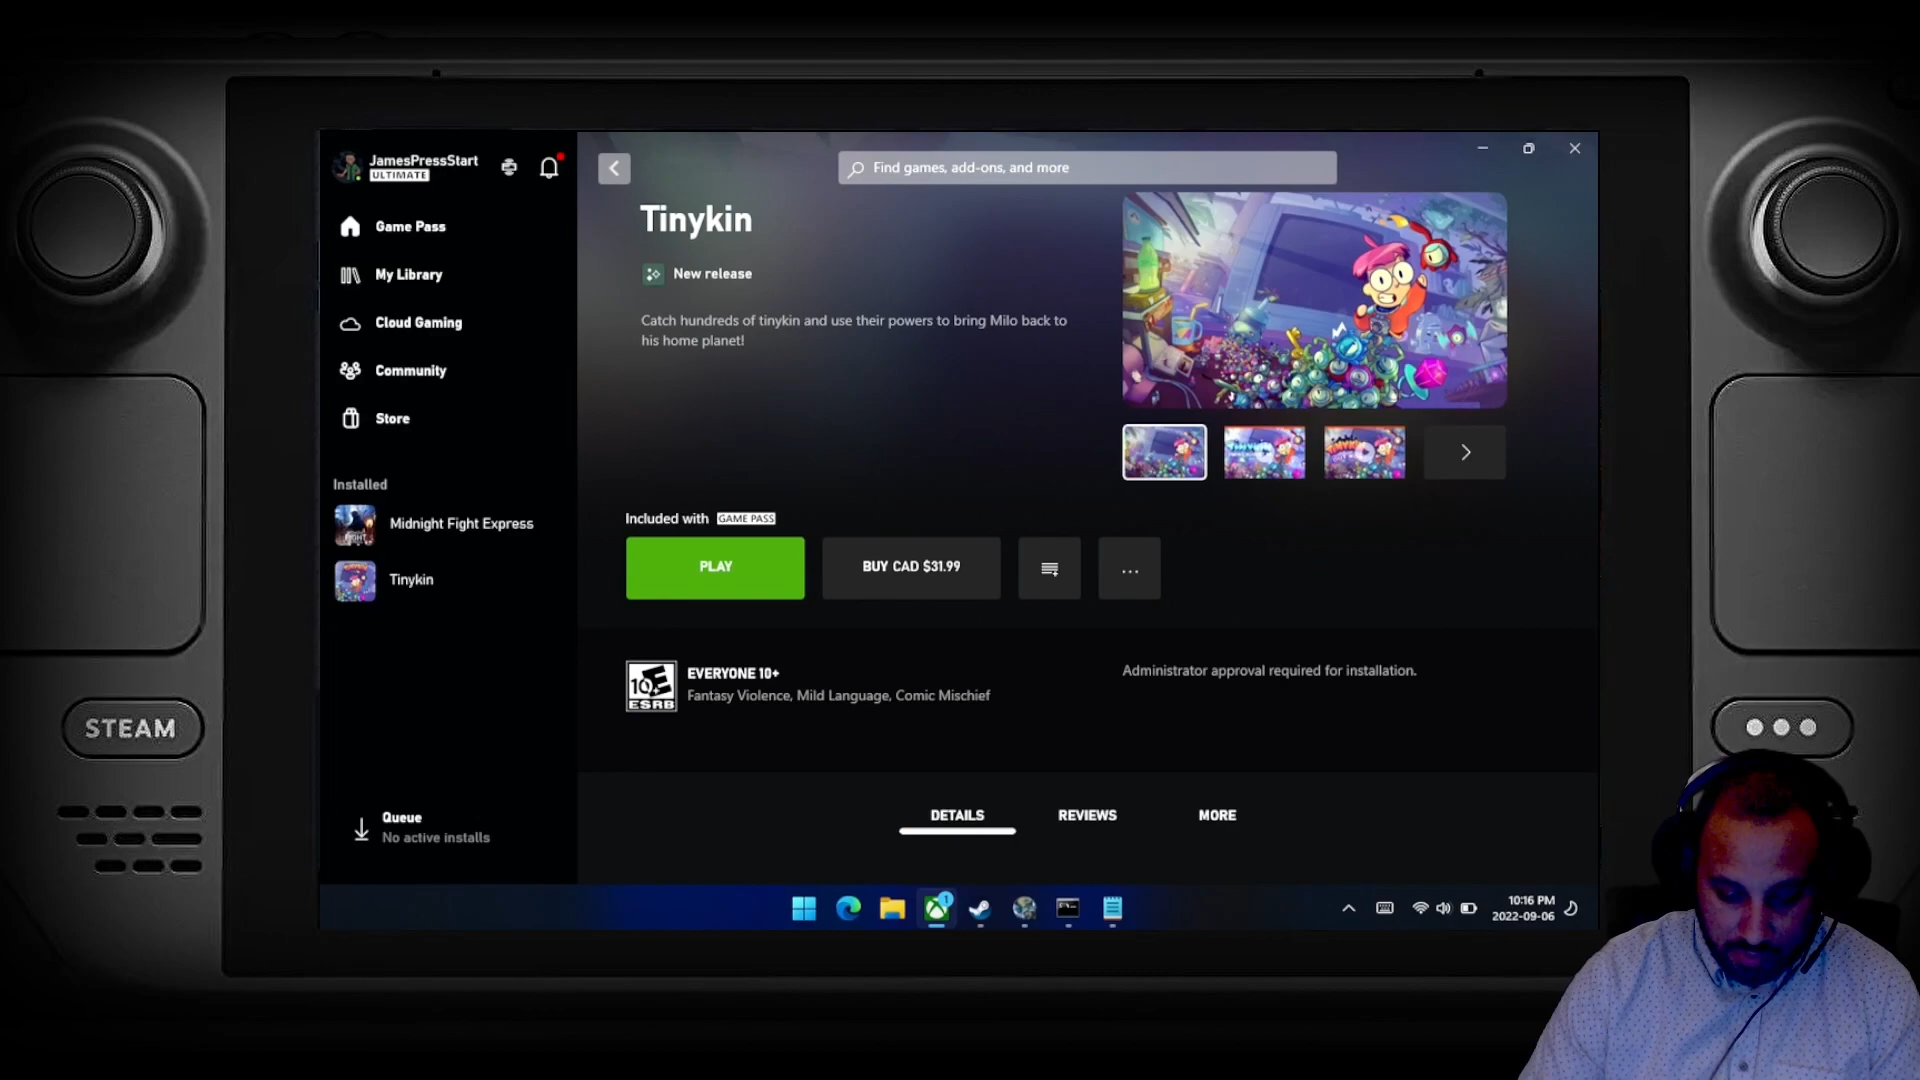 JamesPressStart
ULTIMATE
Game Pass
My Library
Cloud Gaming
Community
Store
Installed
Midnight Fight Express
Tinykin
Queue
No active installs
Find games, add-ons, and more
Tinykin
New release
Catch hundreds of tinykin and use their powers to bring Milo back to
his home planet!
Included with GAME PASS
PLAY
BUY CAD $31.99
...
10+
E
ESRB
EVERYONE 10+
Fantasy Violence, Mild Language, Comic Mischief
Administrator approval required for installation.
DETAILS
REVIEWS
MORE
1
10:16 PM
2022-09-06
STEAM